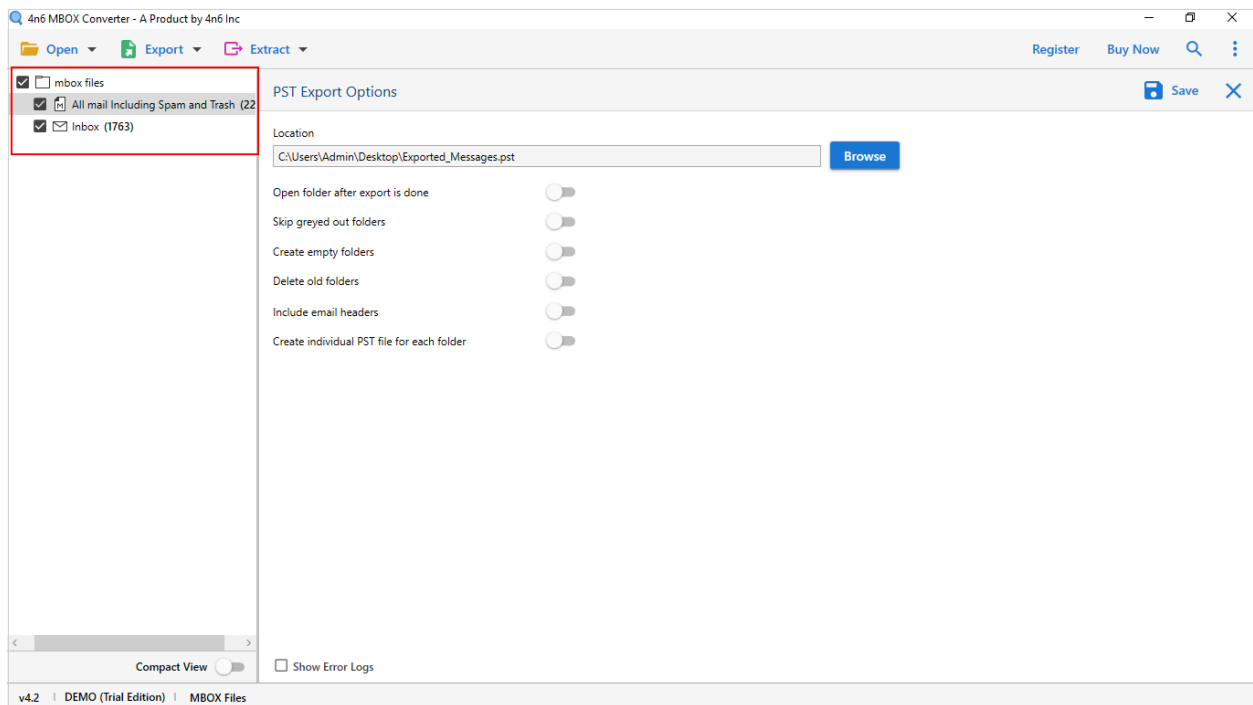 4n6 MBOX Converter - A Product by 4n6 Inc
Open Export Extract Register Buy Now
mbox files
All mail Including Spam and Trash (22
Inbox (1763)
PST Export Options Save
Location
C:\Users\Admin\Desktop\Exported_Messages.pst Browse
Open folder after export is done
Skip greyed out folders
Create empty folders
Delete old folders
Include email headers
Create individual PST file for each folder
Compact View Show Error Logs
v4.2 | DEMO (Trial Edition) | MBOX Files